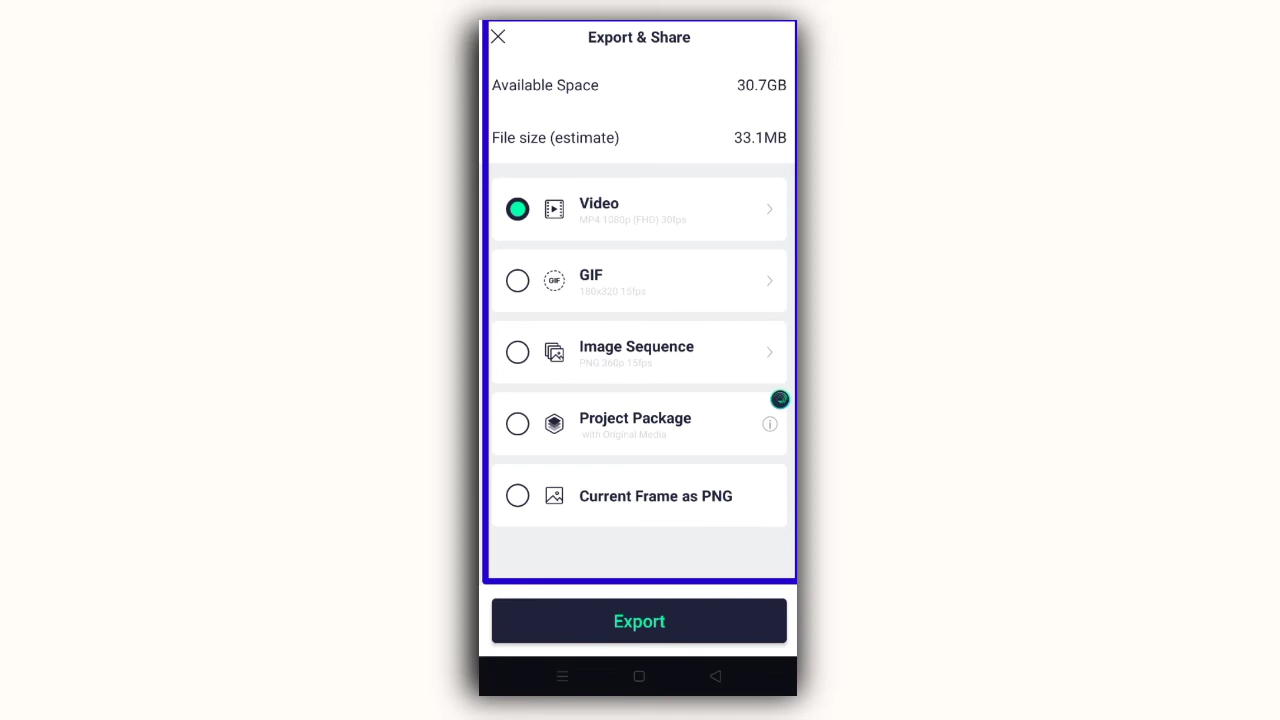 Export & Share
Available Space 30.7GB
File size (estimate) 33.1MB
Video
MP4 1080p (FHD) 30fps
GIF
GIF
180x320 15fps
Image Sequence
PNG 360p 15fps
Project Package
with Original Media
Current Frame as PNG
Export